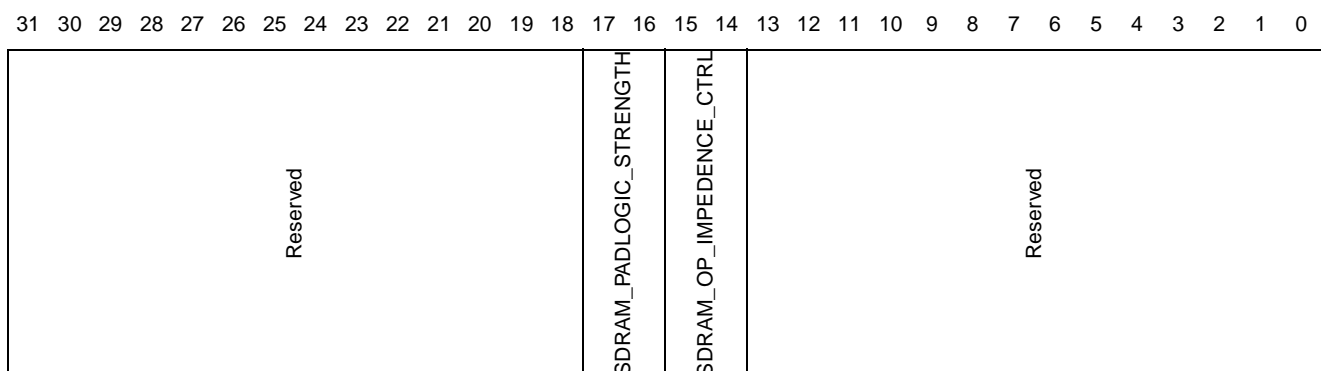 31 30 29 28 27 26 25 24 23 22 21 20 19 18 17 16 15 14 13 12 11 10 9 8 7 6 5 4 3 2 1 0
Reserved
SDRAM_PADLOGIC_STRENGTH
SDRAM_OP_IMPEDENCE_CTRL
Reserved